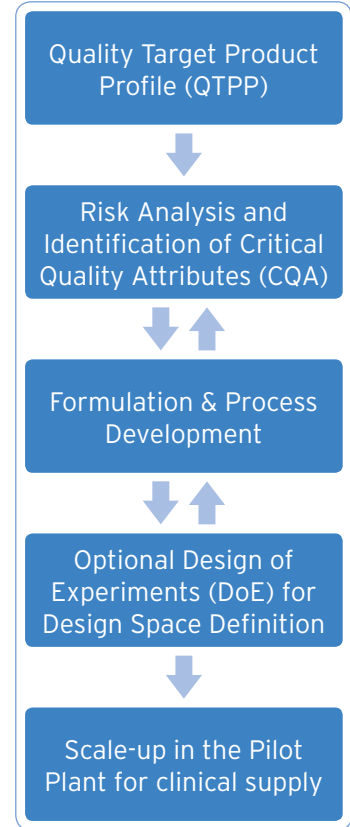 Quality Target Product
Profile (QTPP)
Risk Analysis and
Identification of Critical
Quality Attributes (CQA)
Formulation & Process
Development
Optional Design of
Experiments (DoE) for
Design Space Definition
Scale-up in the Pilot
Plant for clinical supply